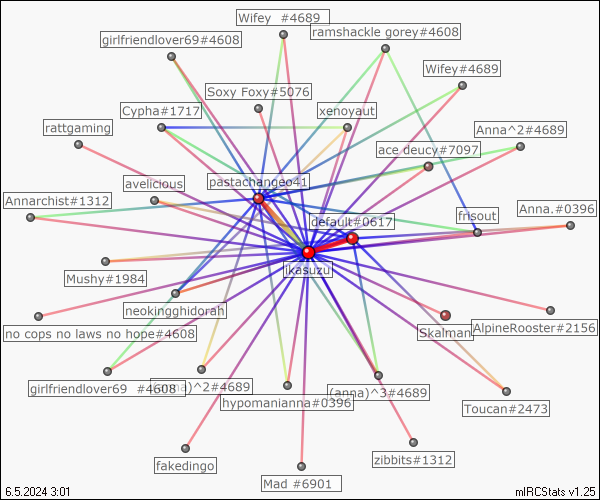 Wifey  #4689
ramshackle gorey#4608
girlfriendlover69#4608
Wifey#4689
Soxy Foxy#5076
Cypha#1717
xenoyaut
rattgaming
Anna^2#4689
ace deucy#7097
pastachangeo41
avelicious
Annarchist#1312
Anna.#0396
frisout
default#0617
ikasuzu
Mushy#1984
neokingghidorah
no cops no laws no hope#4608
Skalman
AlpineRooster#2156
girlfriendlover69  #4608
)^2#4689
(anna)^3#4689
hypomanianna#0396
Toucan#2473
zibbits#1312
fakedingo
Mad #6901
6.5.2024 3:01
mIRCStats v1.25